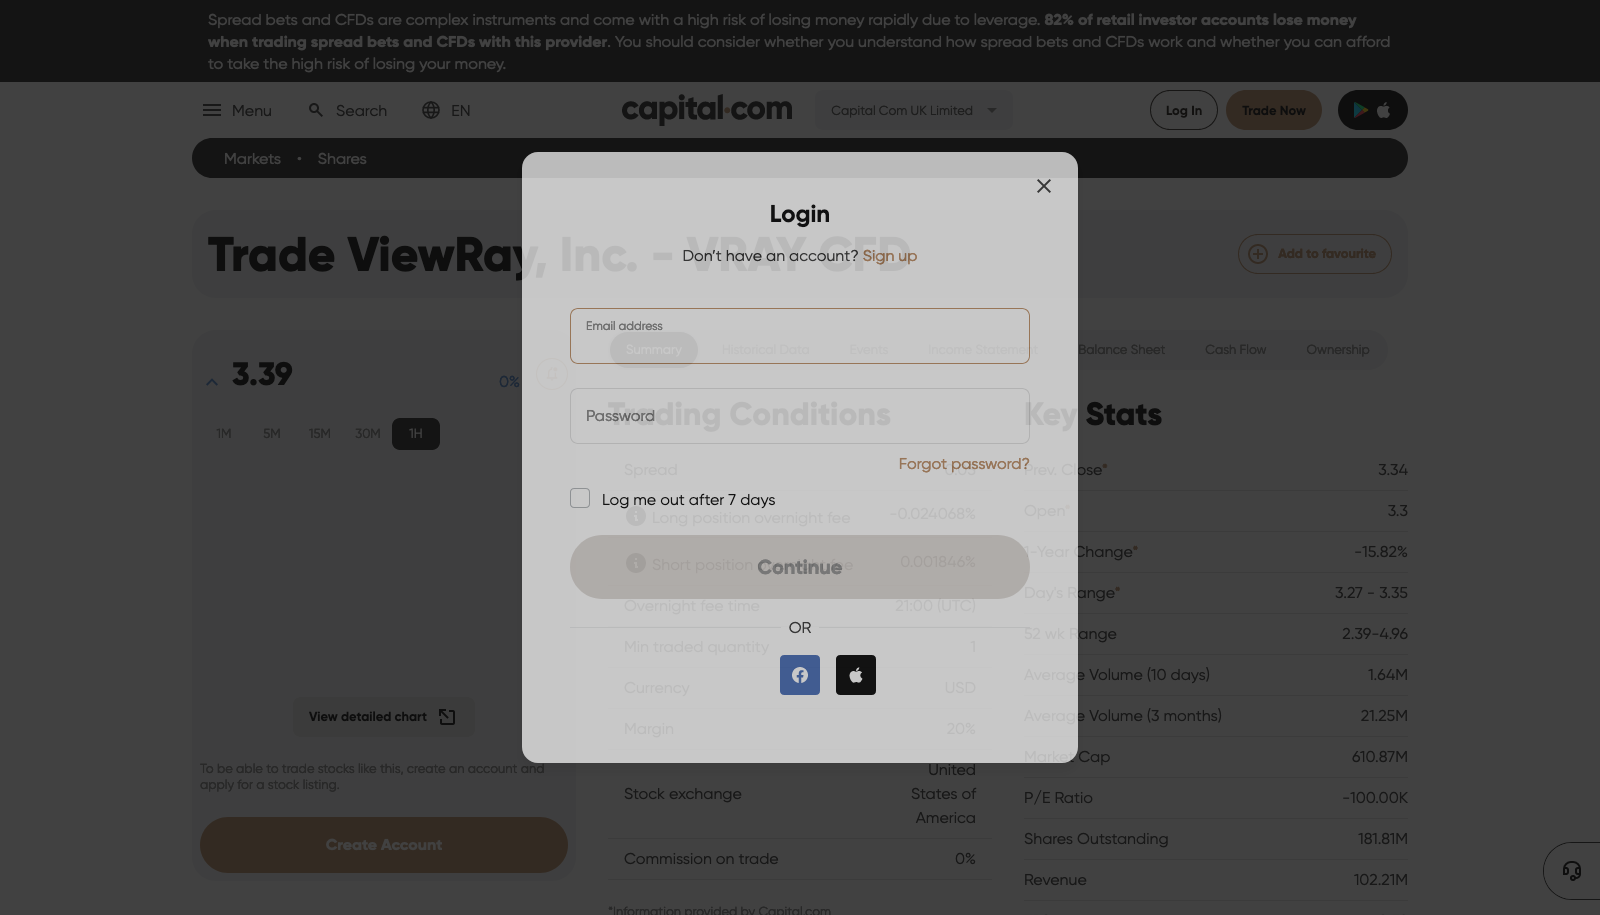 Spread bets and CFDs are complex instruments and come with a high risk of losing money rapidly due to leverage. 82% of retail investor accounts lose money
when trading spread bets and CFDs with this provider. You should consider whether you understand how spread bets and CFDs work and whether you can afford
to take the high risk of losing your money.
Menu
Search
EN
capital.com
Capital Com UK Limited
Log In
Trade Now
Markets • Shares
Login
Don't have an account? Sign up
Trade ViewRay, Inc. - VRAY CFD
Add to favourite
Email address
Password
Forgot password?
Log me out after 7 days
Continue
OR
3.39
0%
1M
5M
15M
30M
1H
View detailed chart
To be able to trade stocks like this, create an account and
apply for a stock listing.
Create Account
Summary
Historical Data
Events
Income Statement
Balance Sheet
Cash Flow
Ownership
Trading Conditions
Spread
Long position overnight fee -0.024068%
Short position fee 0.001846%
Overnight fee time 21:00 (UTC)
Min traded quantity 1
Currency USD
Margin 20%
Stock exchange United
States of
America
Commission on trade 0%
*Information provided by Capital.com
Key Stats
Prev. Close* 3.34
Open* 3.3
1-Year Change* -15.82%
Day's Range* 3.27 - 3.35
52 wk Range 2.39-4.96
Average Volume (10 days) 1.64M
Average Volume (3 months) 21.25M
Market Cap 610.87M
P/E Ratio -100.00K
Shares Outstanding 181.81M
Revenue 102.21M